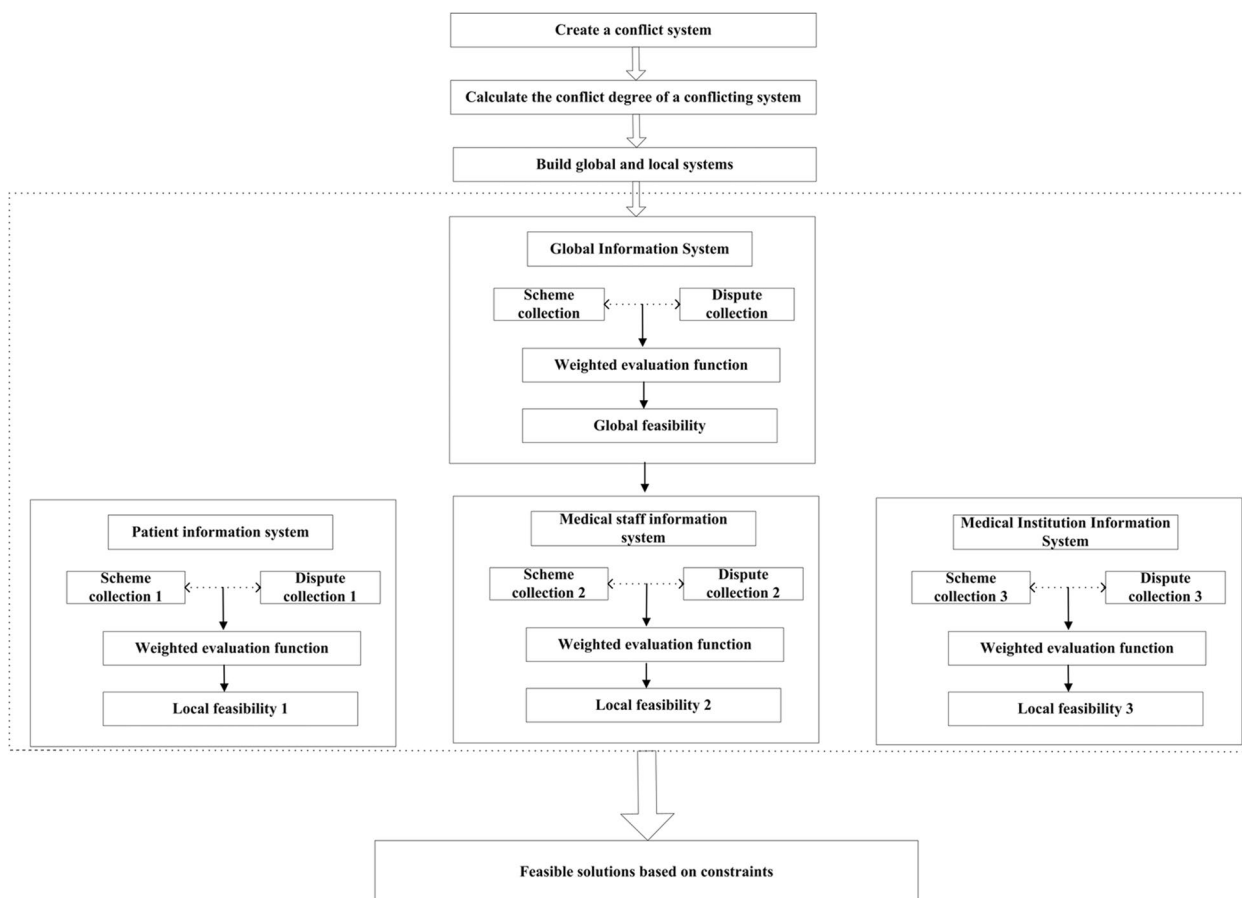 Create a conflict system
Calculate the conflict degree of a conflicting system
Build global and local systems
Global Information System
Scheme
collection
Dispute
collection
Weighted evaluation function
Global feasibility
Patient information system
Scheme
collection 1
Dispute
collection 1
Weighted evaluation function
Local feasibility 1
Medical staff information
system
Scheme
collection 2
Dispute
collection 2
Weighted evaluation function
Local feasibility 2
Medical Institution Information
System
Scheme
collection 3
Dispute
collection 3
Weighted evaluation function
Local feasibility 3
Feasible solutions based on constraints